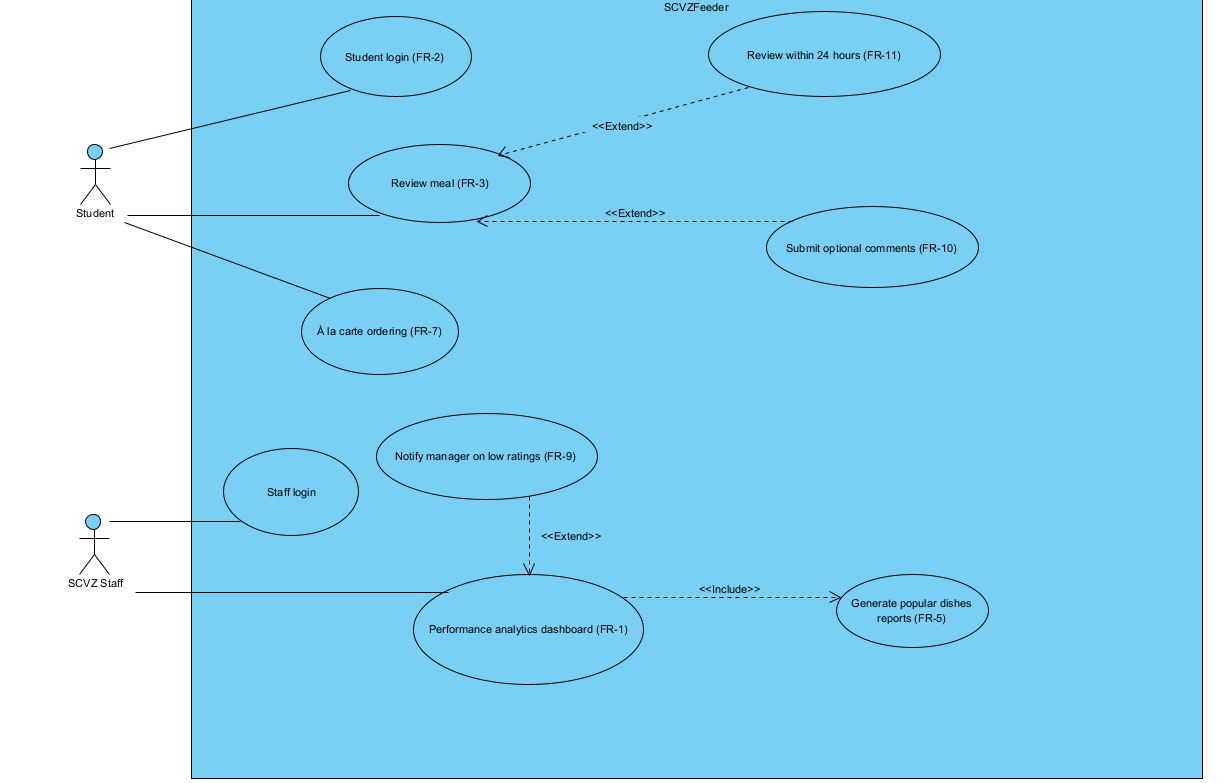 SCVZFeeder
Student login (FR-2)
Review within 24 hours (FR-11)
<<Extend>>
Review meal (FR-3)
Student
<<Extend>>
Submit optional comments (FR-10)
À la carte ordering (FR-7)
Notify manager on low ratings (FR-9)
Staff login
<<Extend>>
SCVZ Staff
<<Include>>
Generate popular dishes
reports (FR-5)
Performance analytics dashboard (FR-1)